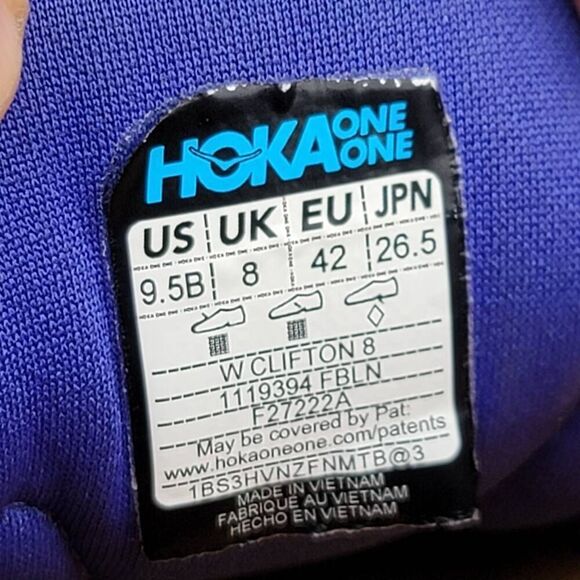 HOKA ONE ONE
US UK EU JPN
9.5B 8 42 26.5
W CLIFTON 8
1119394 FBLN
F27222A
May be covered by Pat:
www.hokaoneone.com/patents
1BS3HVNZFNMTB@3
MADE IN VIETNAM
FABRIQUE AU VIETNAM
HECHO EN VIETNAM